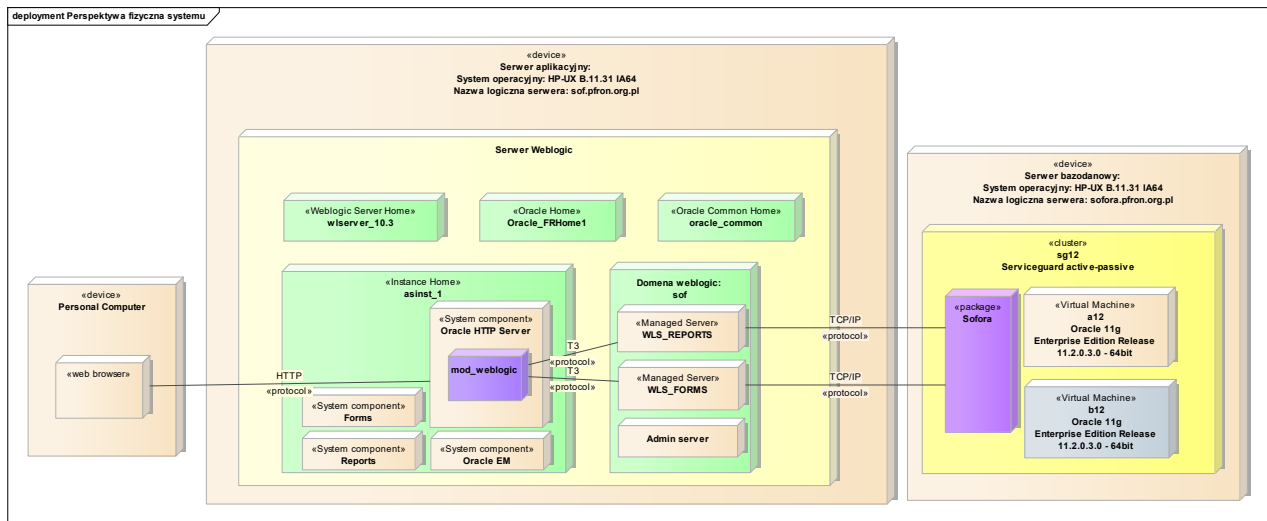 deployment Perspektywa fizyczna systemu
«device»
Serwer aplikacyjny:
System operacyjny: HP-UX B.11.31 IA64
Nazwa logiczna serwera: sof.pfron.org.pl
Serwer Weblogic
«Weblogic Server Home»
wlserver_10.3
«Oracle Home»
Oracle_FRHome1
«Oracle Common Home»
oracle_common
«Instance Home»
asinst_1
«System component»
Oracle HTTP Server
mod_weblogic
«System component»
Forms
«System component»
Reports
«System component»
Oracle EM
Domena weblogic:
sof
«Managed Server»
WLS_REPORTS
«Managed Server»
WLS_FORMS
Admin server
«device»
Personal Computer
«web browser»
HTTP
«protocol»
T3
«protocol»
T3
«protocol»
TCP/IP
«protocol»
TCP/IP
«protocol»
«device»
Serwer bazodanowy:
System operacyjny: HP-UX B.11.31 IA64
Nazwa logiczna serwera: sofora.pfron.org.pl
«cluster»
sg12
Serviceguard active-passive
«package»
Sofora
«Virtual Machine»
a12
Oracle 11g
Enterprise Edition Release
11.2.0.3.0 - 64bit
«Virtual Machine»
b12
Oracle 11g
Enterprise Edition Release
11.2.0.3.0 - 64bit